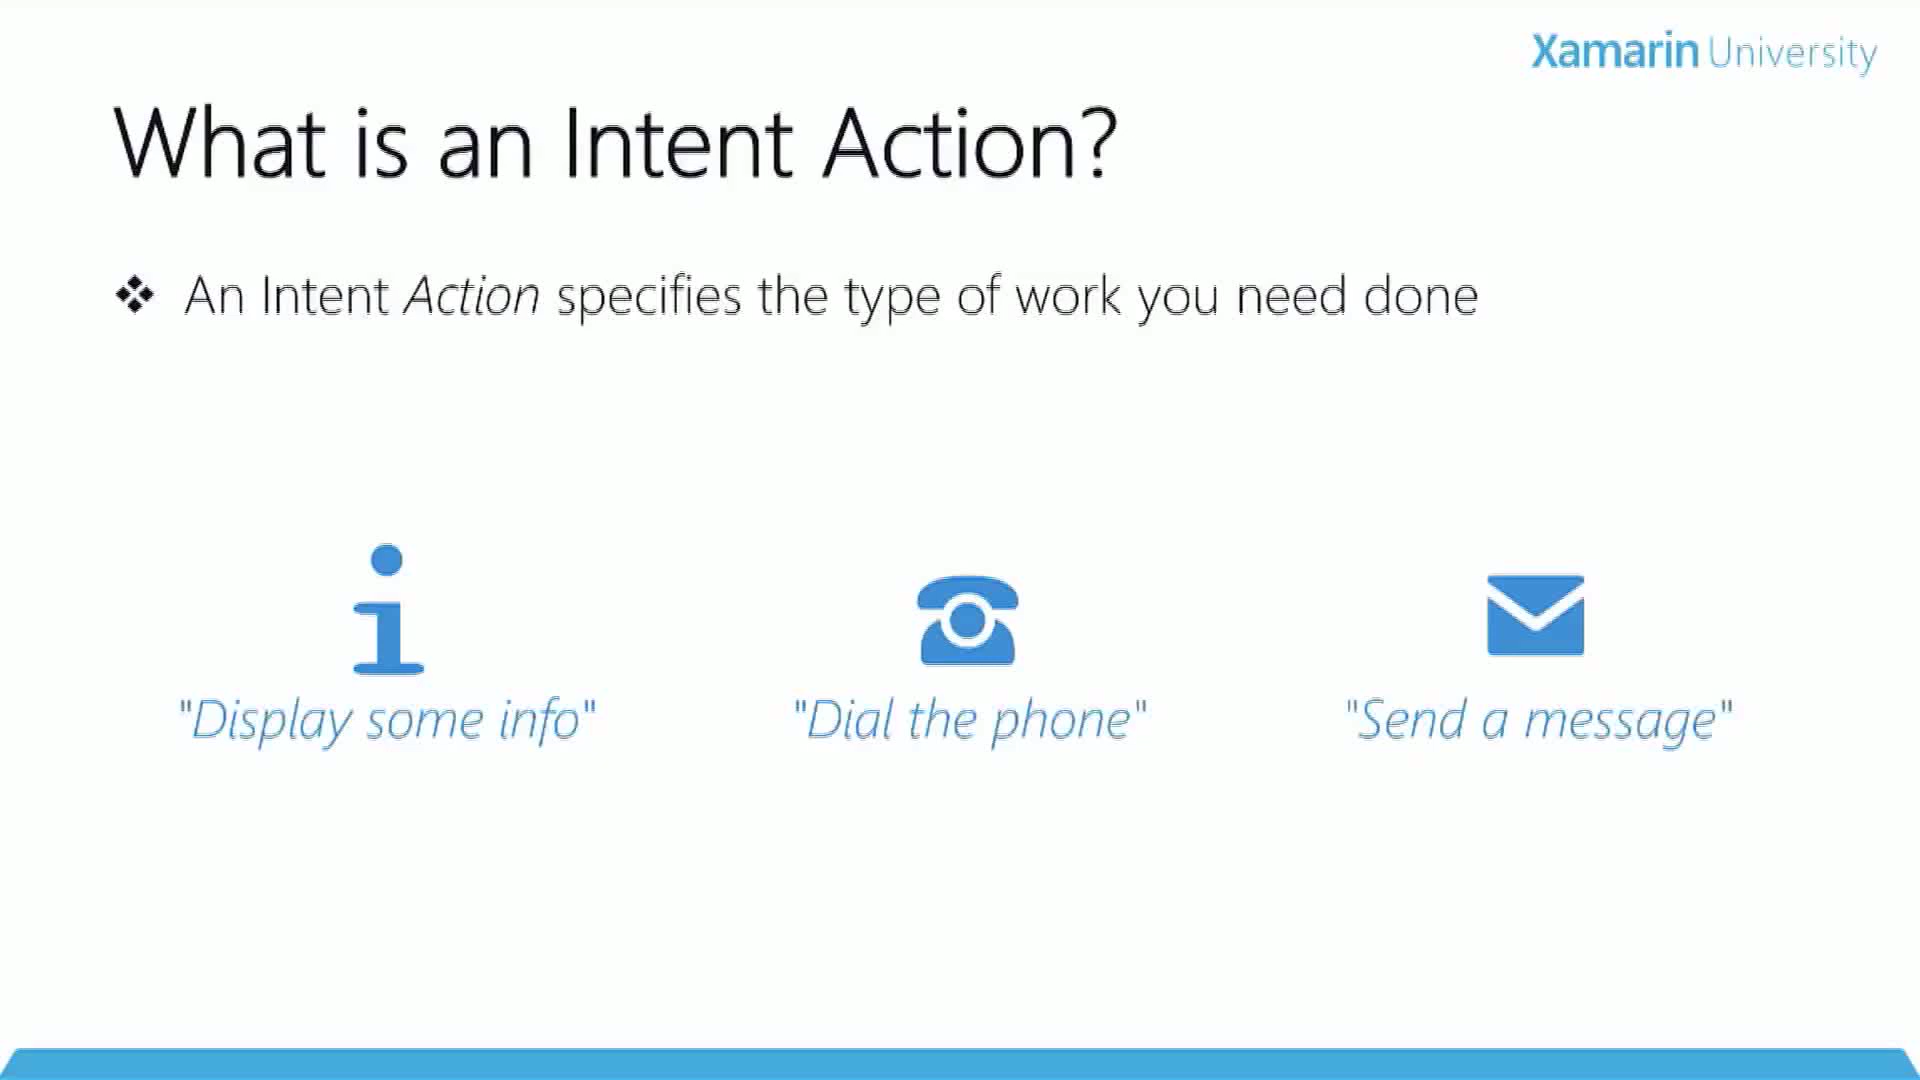 Xamarin University
What is an Intent Action?
❖ An Intent Action specifies the type of work you need done
"Display some info"
"Dial the phone"
"Send a message"